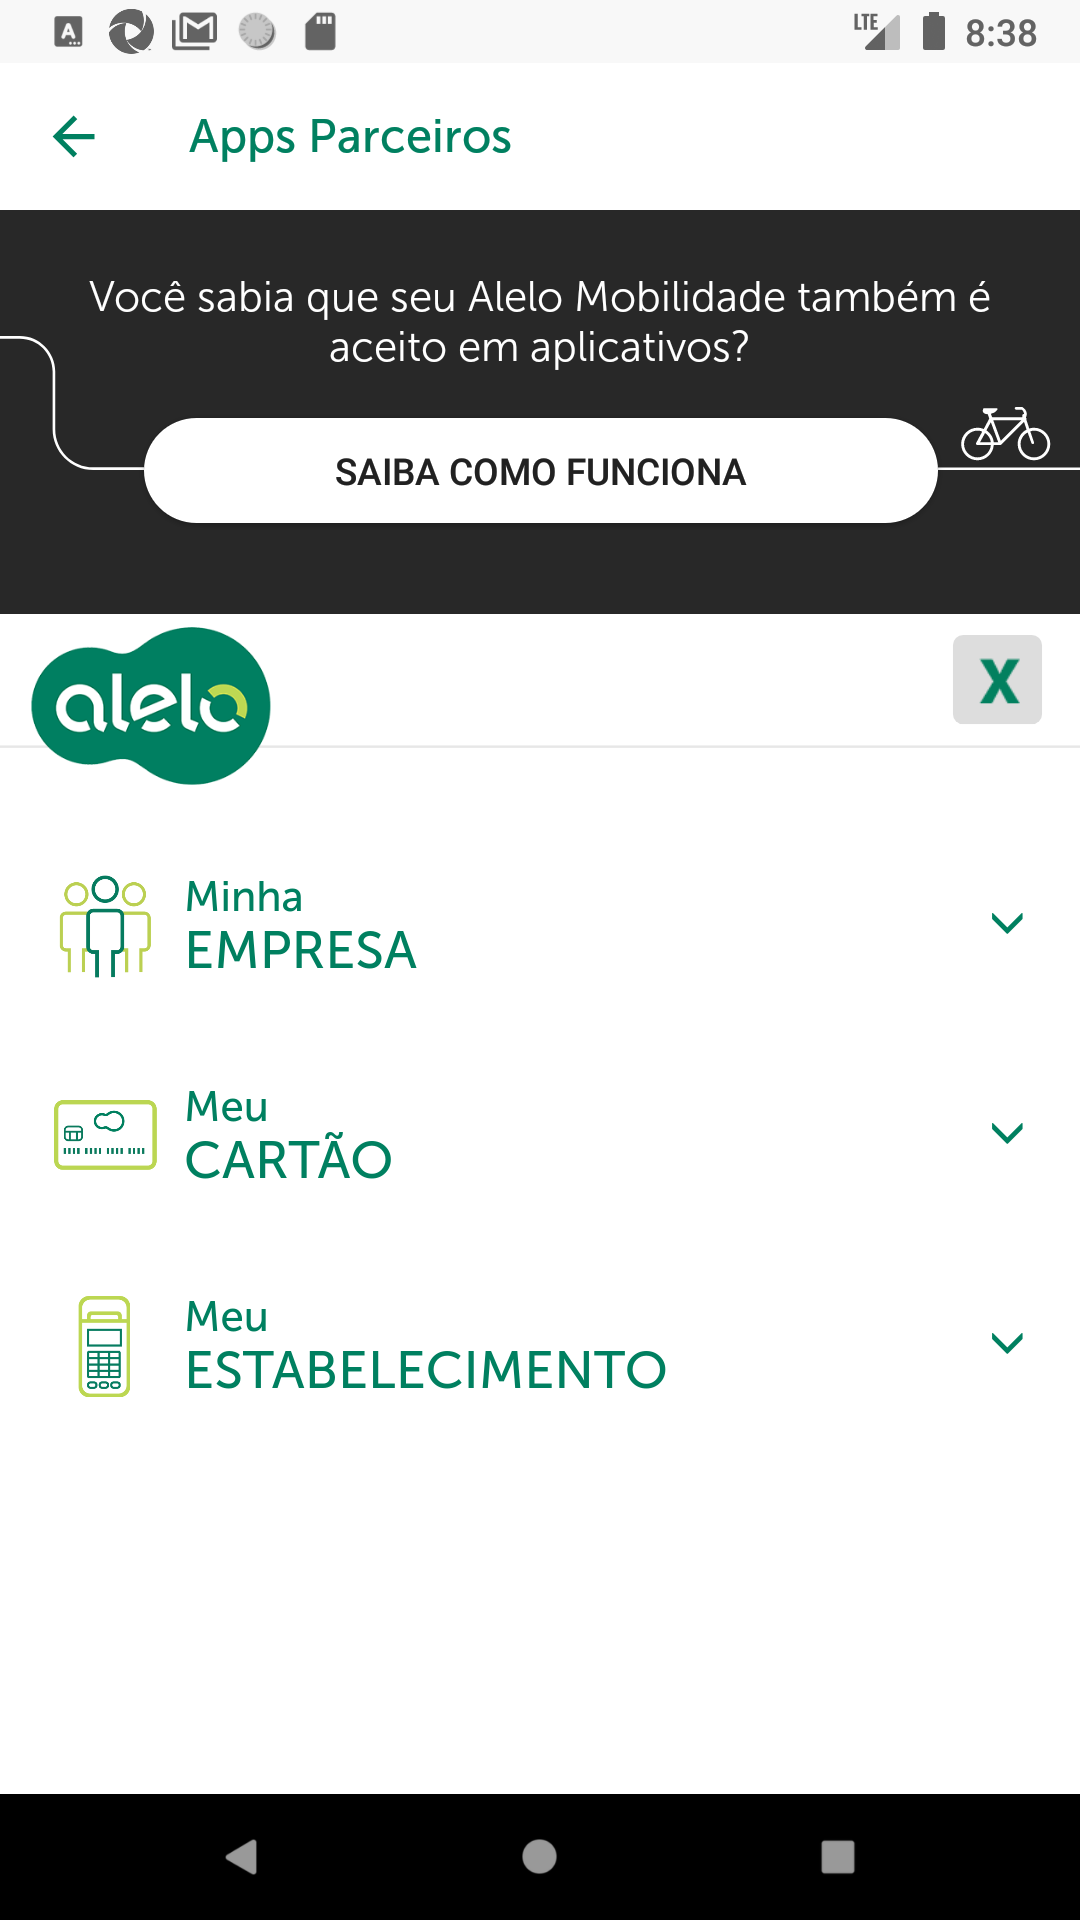 LTE 8:38
Apps Parceiros
Você sabia que seu Alelo Mobilidade também é
aceito em aplicativos?
SAIBA COMO FUNCIONA
alelo
X
Minha
EMPRESA
Meu
CARTÃO
Meu
ESTABELECIMENTO